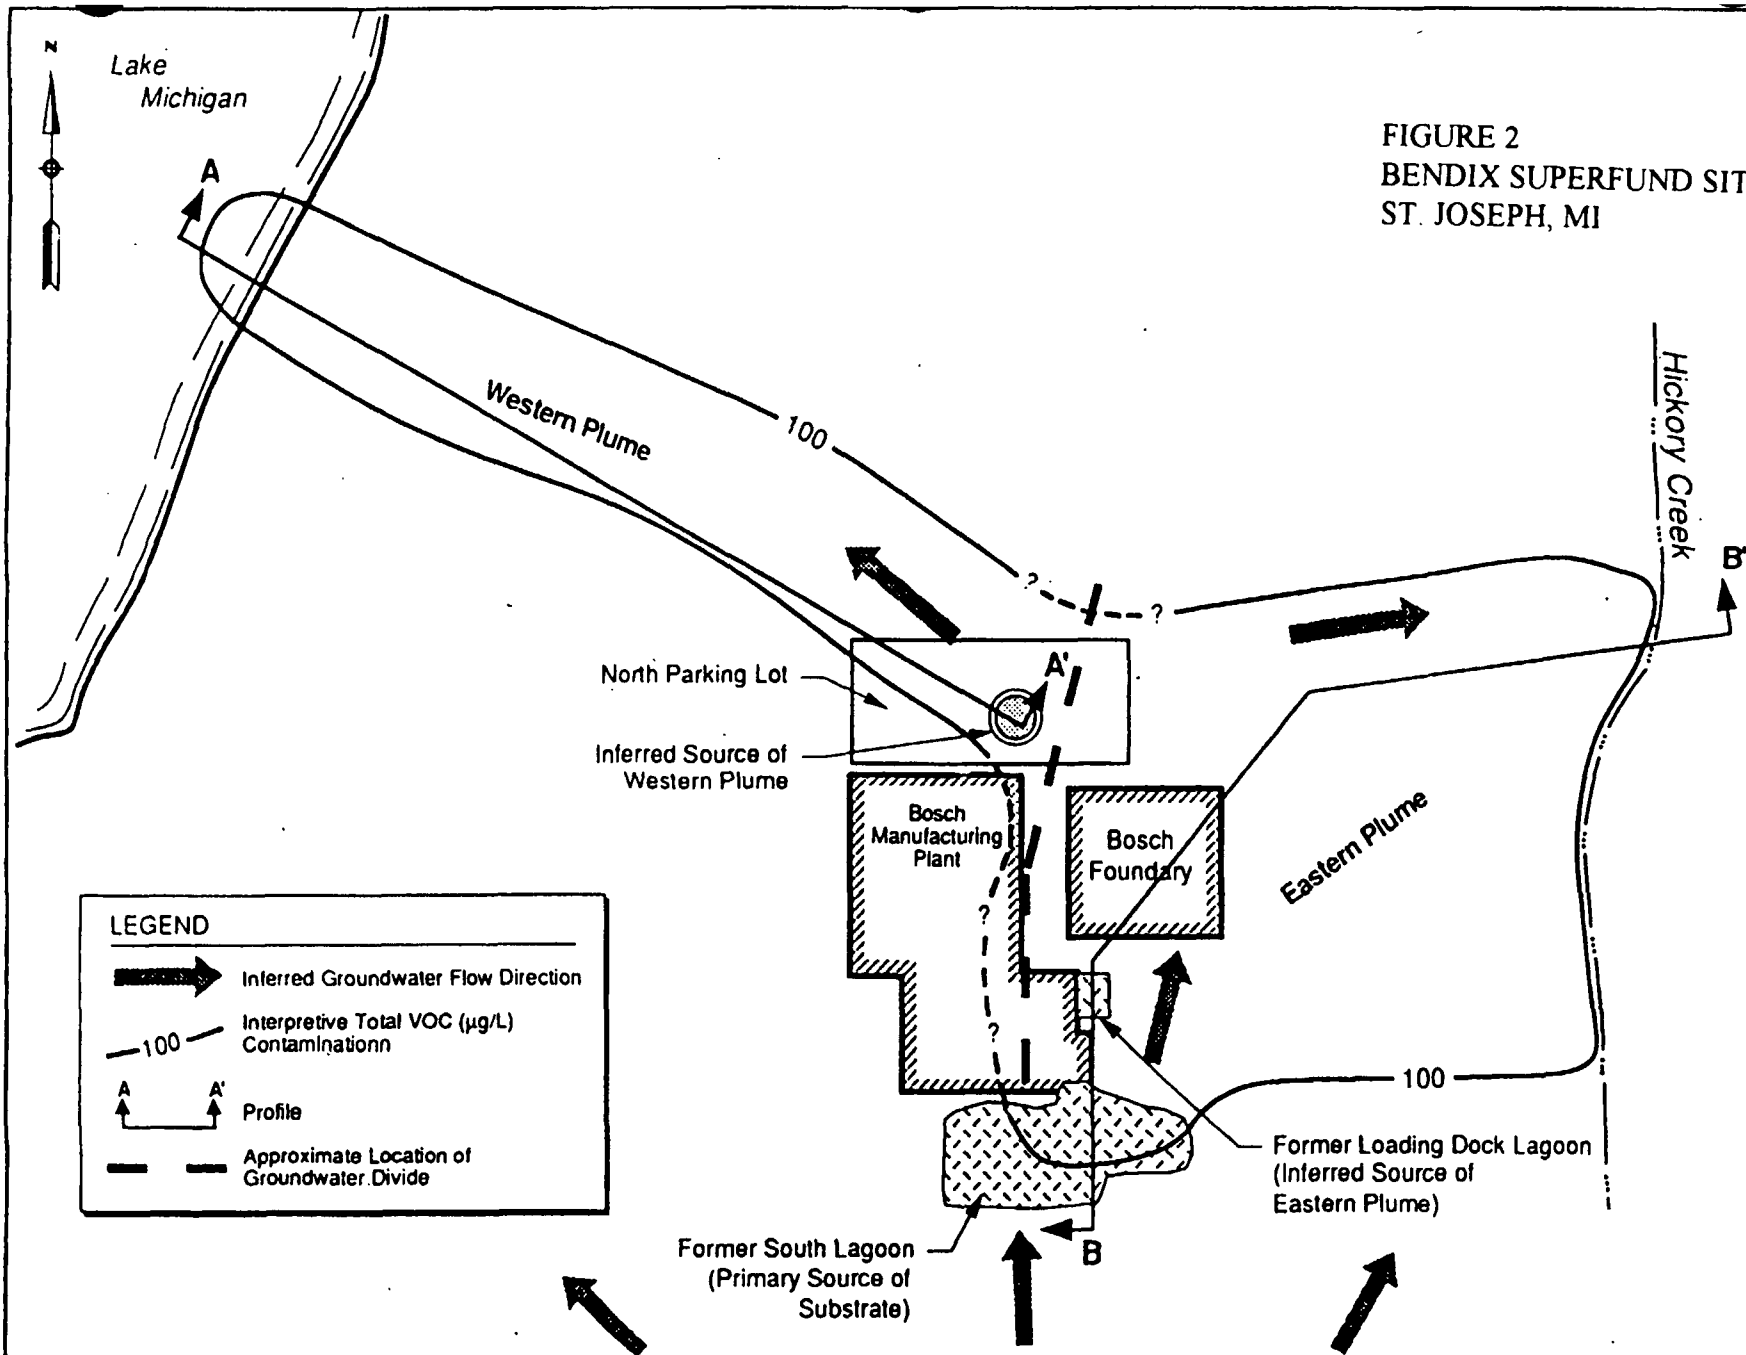 N
Lake
Michigan
FIGURE 2
BENDIX SUPERFUND SIT
ST. JOSEPH, MI
A
Hickory Creek
Western Plume
100
B'
?
?
A'
North Parking Lot
Inferred Source of
Western Plume
Bosch
Manufacturing
Plant
Bosch
Foundary
Eastern Plume
?
?
100
LEGEND
Inferred Groundwater Flow Direction
100
Interpretive Total VOC (µg/L)
Contaminationn
A A'
Profile
Approximate Location of
Groundwater Divide
Former Loading Dock Lagoon
(Inferred Source of
Eastern Plume)
B
Former South Lagoon
(Primary Source of
Substrate)